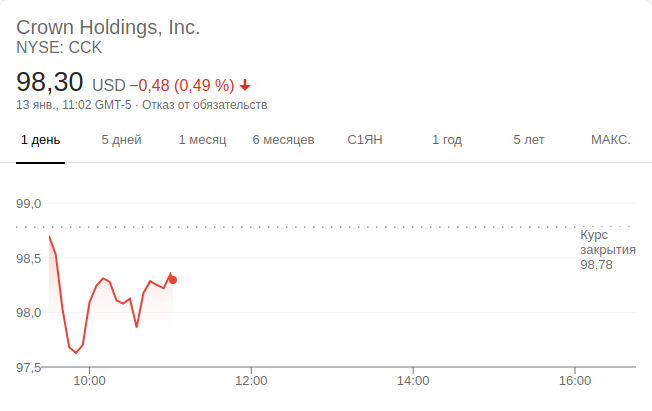 Crown Holdings, Inc.
NYSE: CCK
98,30 USD −0,48 (0,49 %)
13 янв., 11:02 GMT-5 · Отказ от обязательств
1 день 5 дней 1 месяц 6 месяцев С1ЯН 1 год 5 лет МАКС.
99,0
Курс
закрытия
98,78
98,5
98,0
97,5
10:00 12:00 14:00 16:00